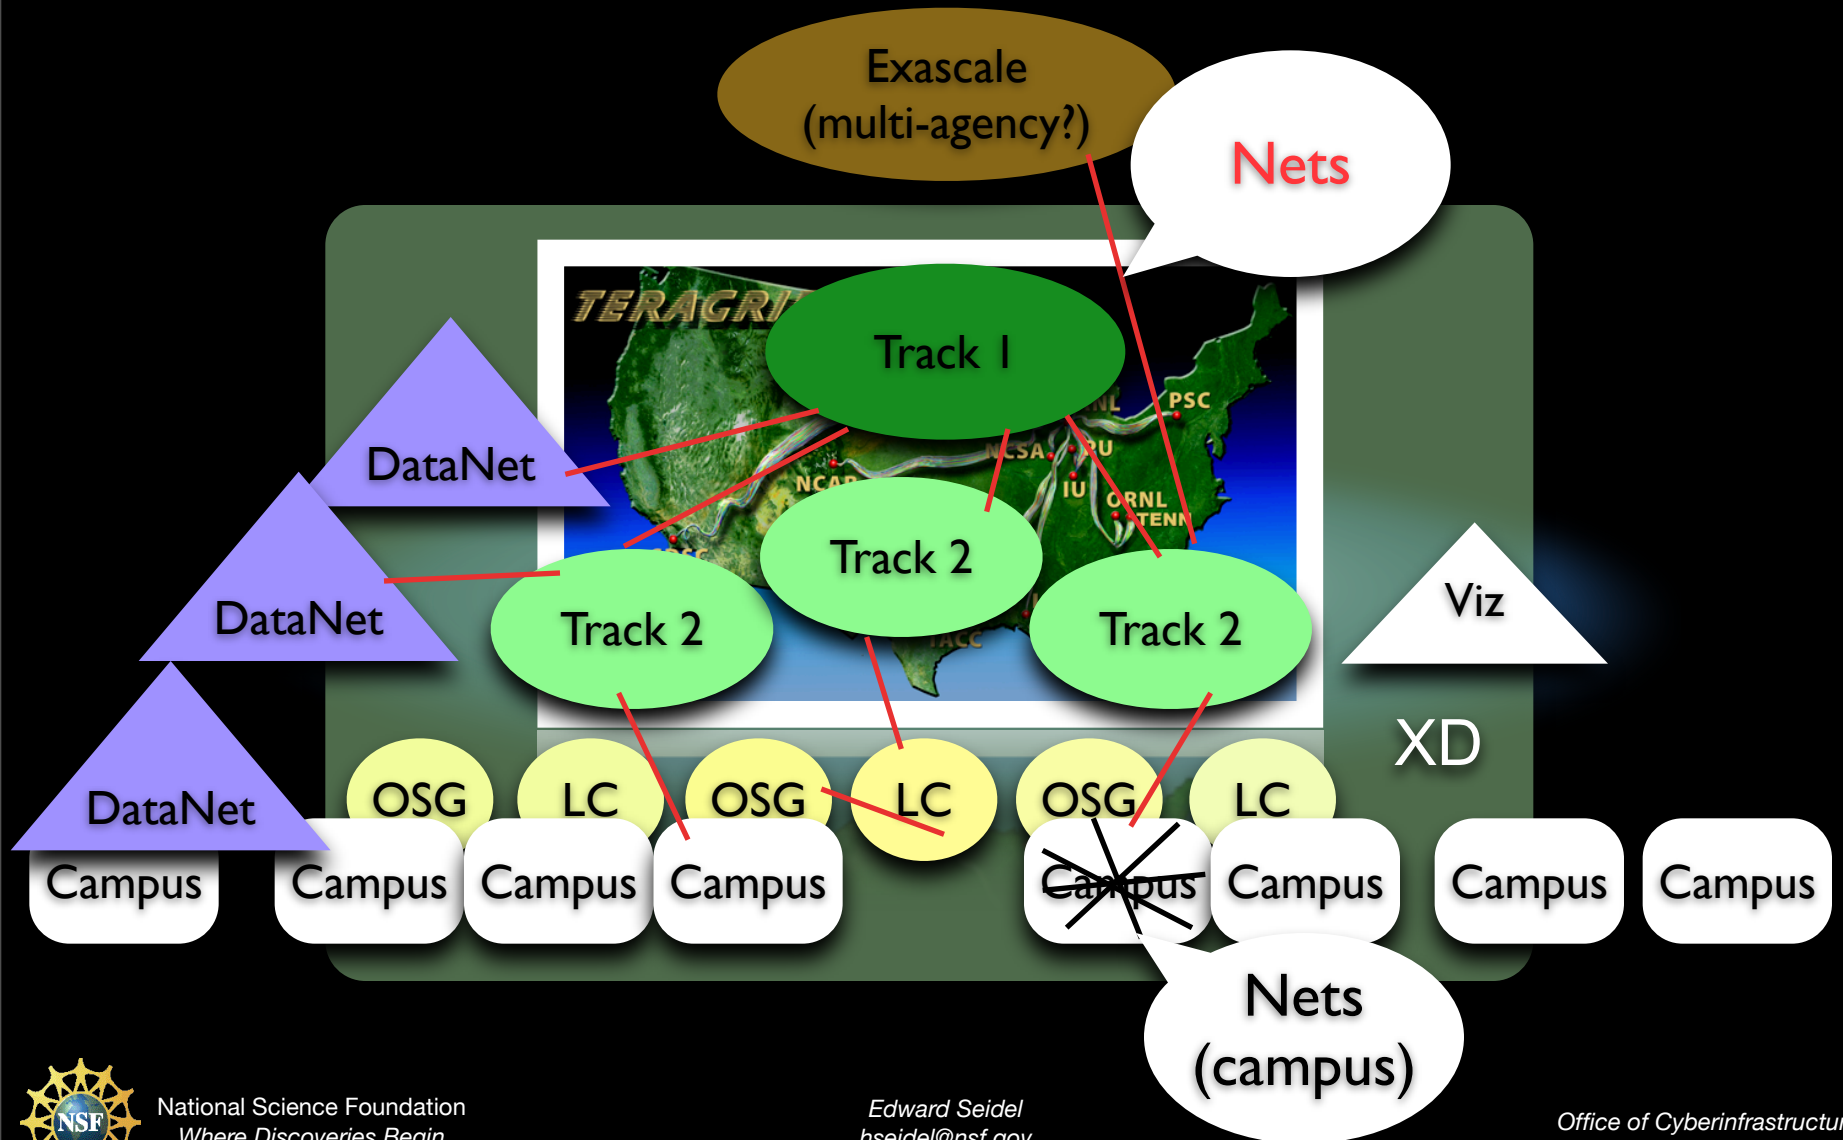 Exascale
(multi-agency?)
Nets
TERAGRI
Track 1
PSC
NCSA
DataNet
NCAR
IU
ORNL
TENN
Track 2
Viz
DataNet
Track 2
Track 2
TACC
XD
OSG
LC
OSG
LC
OSG
LC
DataNet
Campus
Campus
Campus
Campus
Campus
Campus
Campus
Campus
Nets
(campus)
NSF
National Science Foundation
Where Discoveries Begin
Edward Seidel
hseidel@nsf.gov
Office of Cyberinfrastructur